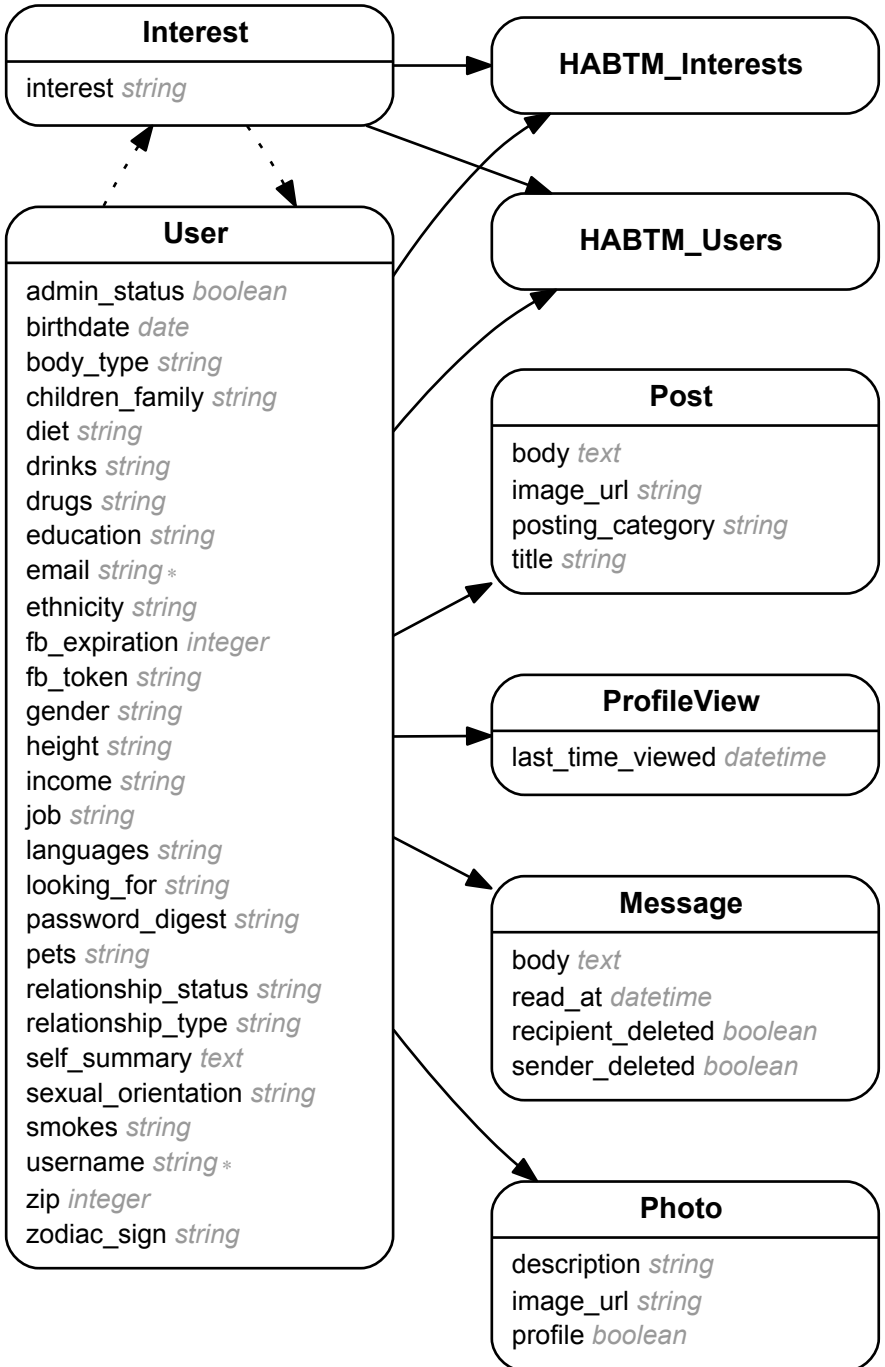 Interest
interest string
HABTM_Interests
HABTM_Users
User
admin_status boolean
birthdate date
body_type string
children_family string
diet string
drinks string
drugs string
education string
email string *
ethnicity string
fb_expiration integer
fb_token string
gender string
height string
income string
job string
languages string
looking_for string
password_digest string
pets string
relationship_status string
relationship_type string
self_summary text
sexual_orientation string
smokes string
username string *
zip integer
zodiac_sign string
Post
body text
image_url string
posting_category string
title string
ProfileView
last_time_viewed datetime
Message
body text
read_at datetime
recipient_deleted boolean
sender_deleted boolean
Photo
description string
image_url string
profile boolean